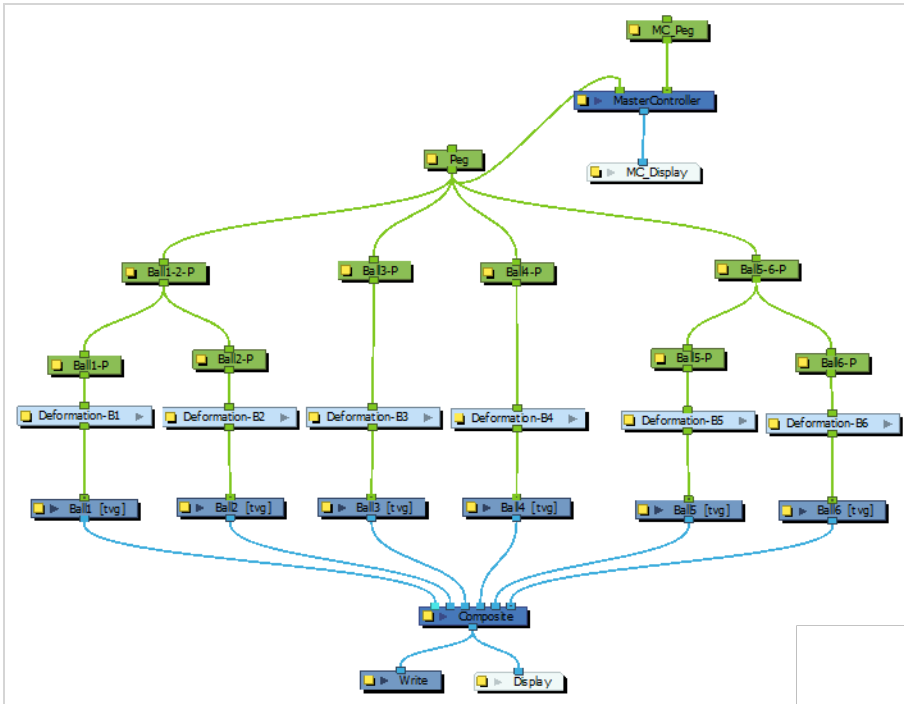 MC_Peg
MasterController
Peg
MC_Display
Ball1-2-P
Ball3-P
Ball4-P
Ball5-6-P
Ball1-P
Ball2-P
Ball5-P
Ball6-P
Deformation-B1
Deformation-B2
Deformation-B3
Deformation-B4
Deformation-B5
Deformation-B6
Ball1 [tvg]
Ball2 [tvg]
Ball3 [tvg]
Ball4 [tvg]
Ball5 [tvg]
Ball6 [tvg]
Composite
Write
Display